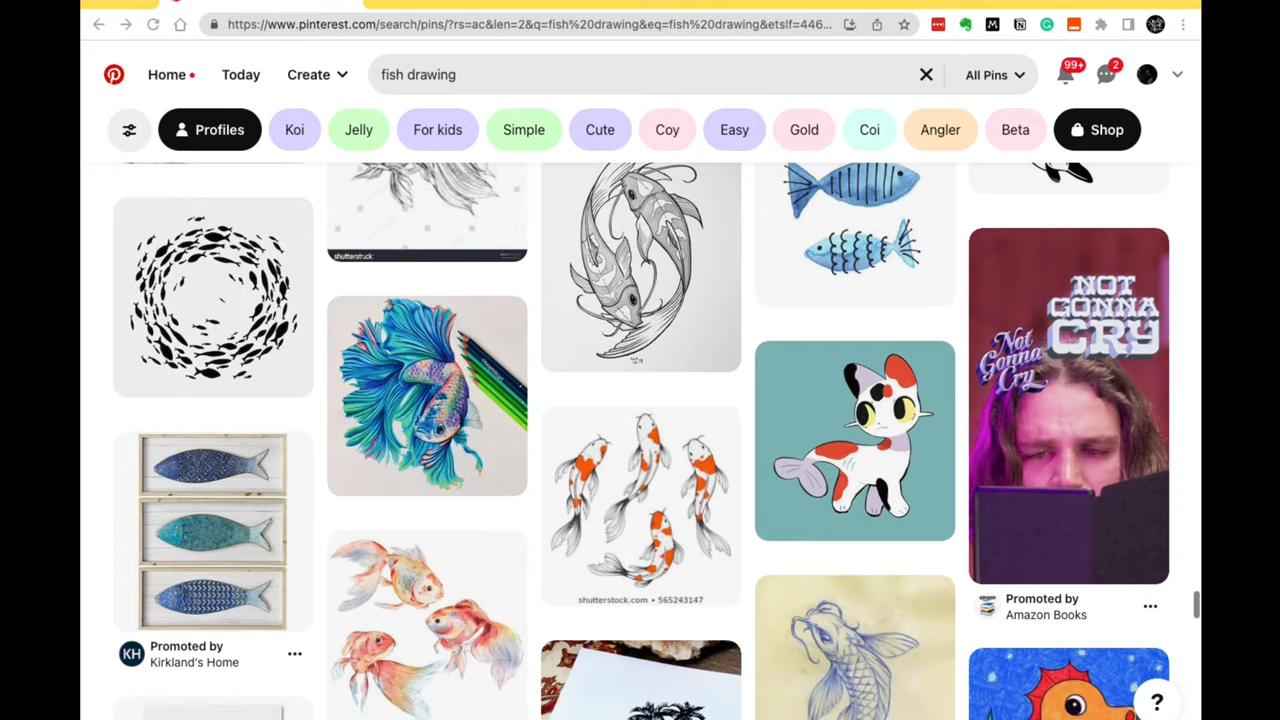 https://www.pinterest.com/search/pins/?rs=ac&len=2&q=fish%20drawing&eq=fish%20drawing&etslf=446...
Home
Today
Create
fish drawing
All Pins
99+
2
Profiles
Koi
Jelly
For kids
Simple
Cute
Coy
Easy
Gold
Coi
Angler
Beta
Shop
shutterstock
NOT
GONNA
CRY
Not
Gonna
Cry
shutterstock.com • 565243147
Promoted by
Amazon Books
KH
Promoted by
Kirkland's Home
?